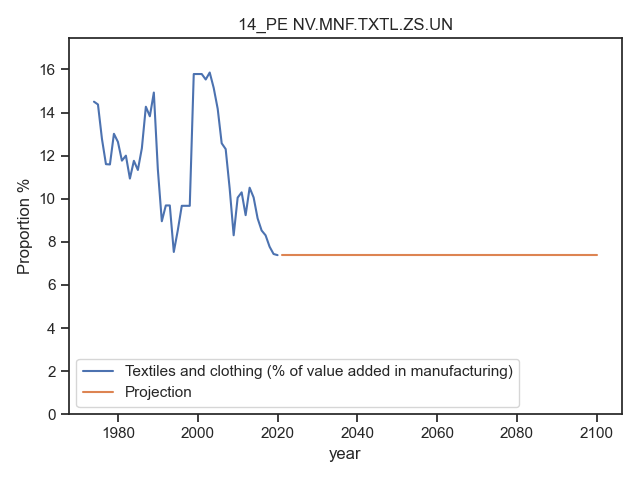 14_PE NV.MNF.TXTL.ZS.UN
16
14
12
10
8
6
4
2
0
Proportion %
Textiles and clothing (% of value added in manufacturing)
Projection
1980 2000 2020 2040 2060 2080 2100
year